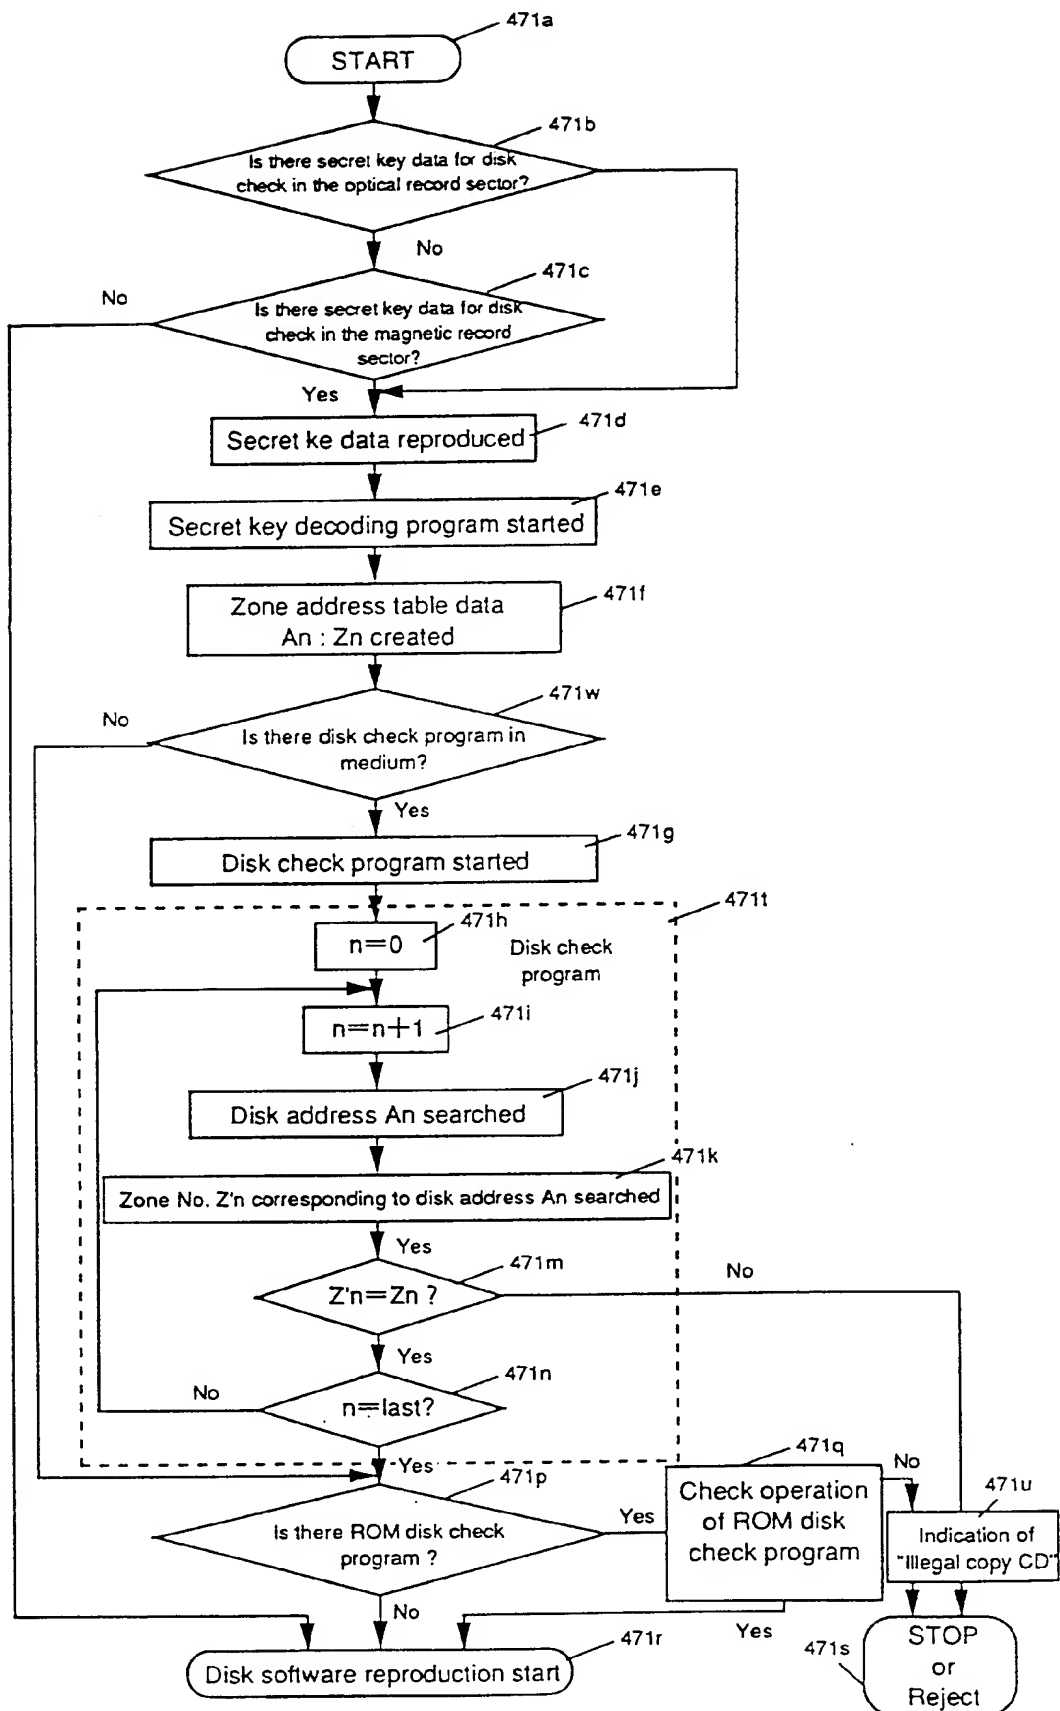 471a
START
471b
Is there secret key data for disk
check in the optical record sector?
No
471c
No
Is there secret key data for disk
check in the magnetic record
sector?
Yes
471d
Secret ke data reproduced
471e
Secret key decoding program started
471f
Zone address table data
An : Zn created
471w
No
Is there disk check program in
medium?
Yes
471g
Disk check program started
471t
471h
n=0
Disk check
program
471i
n=n+1
471j
Disk address An searched
471k
Zone No. Z'n corresponding to disk address An searched
Yes
471m
No
Z'n=Zn ?
Yes
471n
No
n=last?
Yes
471p
471q
No
471u
Is there ROM disk check
program ?
Yes
Check operation
of ROM disk
check program
Indication of
"Illegal copy CD"
No
Yes
471r
Disk software reproduction start
471s
STOP
or
Reject